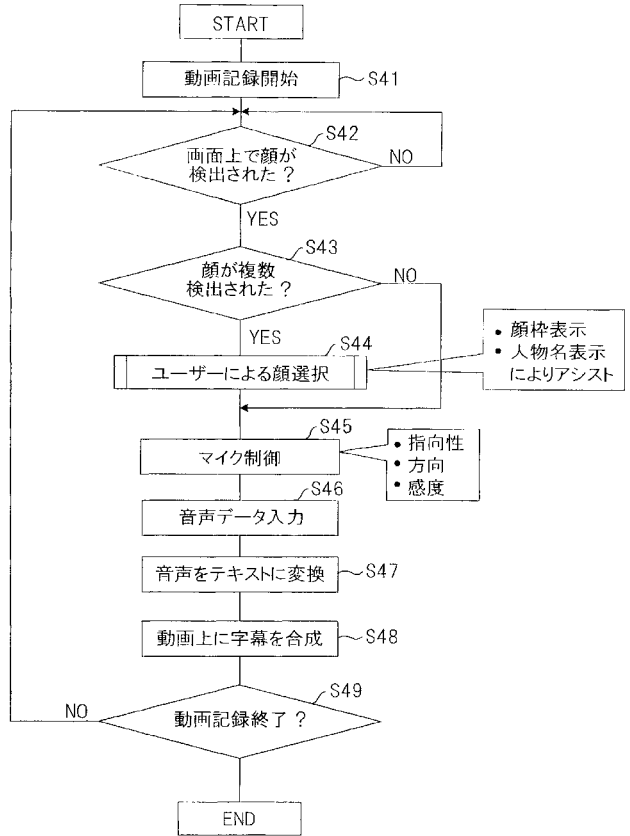 START
動画記録開始
S41
S42
画面上で顔が
検出された?
NO
YES
S43
顔が複数
検出された?
NO
YES
S44
ユーザーによる顔選択
• 顔枠表示
• 人物名表示
によりアシスト
S45
マイク制御
• 指向性
• 方向
• 感度
S46
音声データ入力
音声をテキストに変換
S47
動画上に字幕を合成
S48
S49
NO
動画記録終了?
END